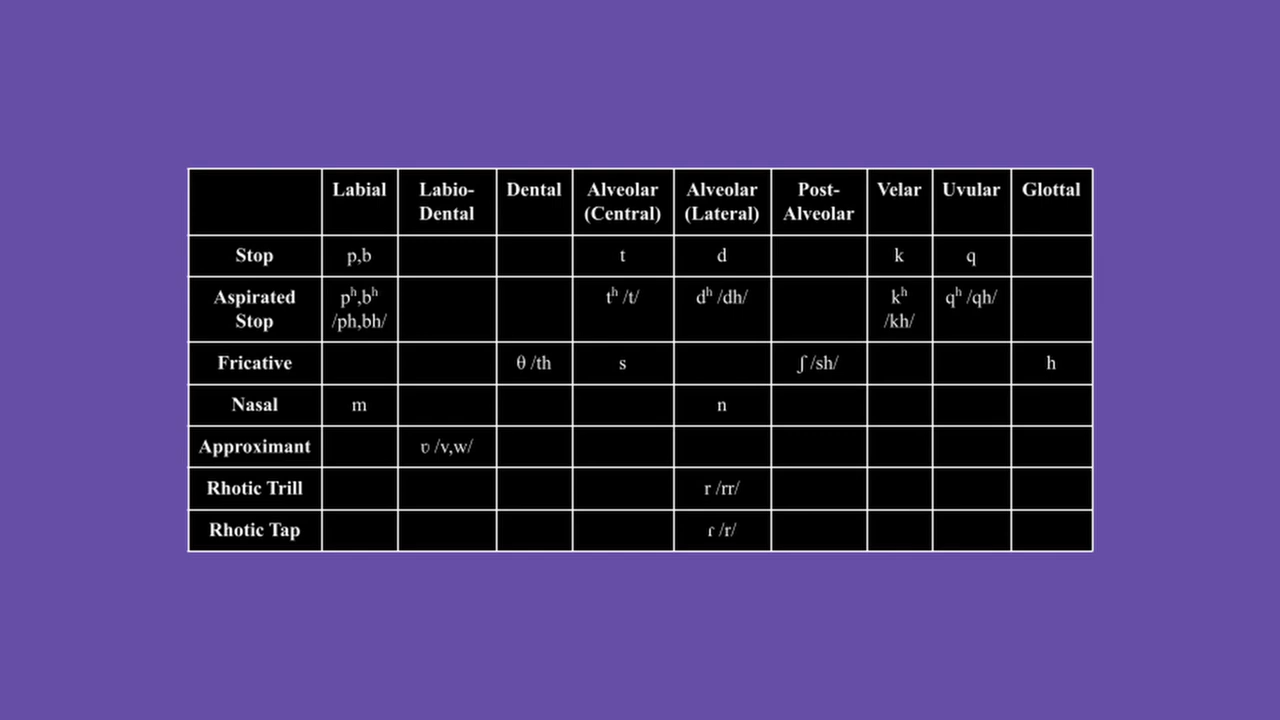 Labial Labio- Dental Alveolar Alveolar Post- Velar Uvular Glottal
Dental (Central) (Lateral) Alveolar
Stop p,b t d k q
Aspirated pʰ,bʰ tʰ /t/ dʰ /dh/ kʰ qʰ /qh/
Stop /ph,bh/ /kh/
Fricative θ /th s ʃ /sh/ h
Nasal m n
Approximant ʋ /v,w/
Rhotic Trill r /rr/
Rhotic Tap ɾ /r/